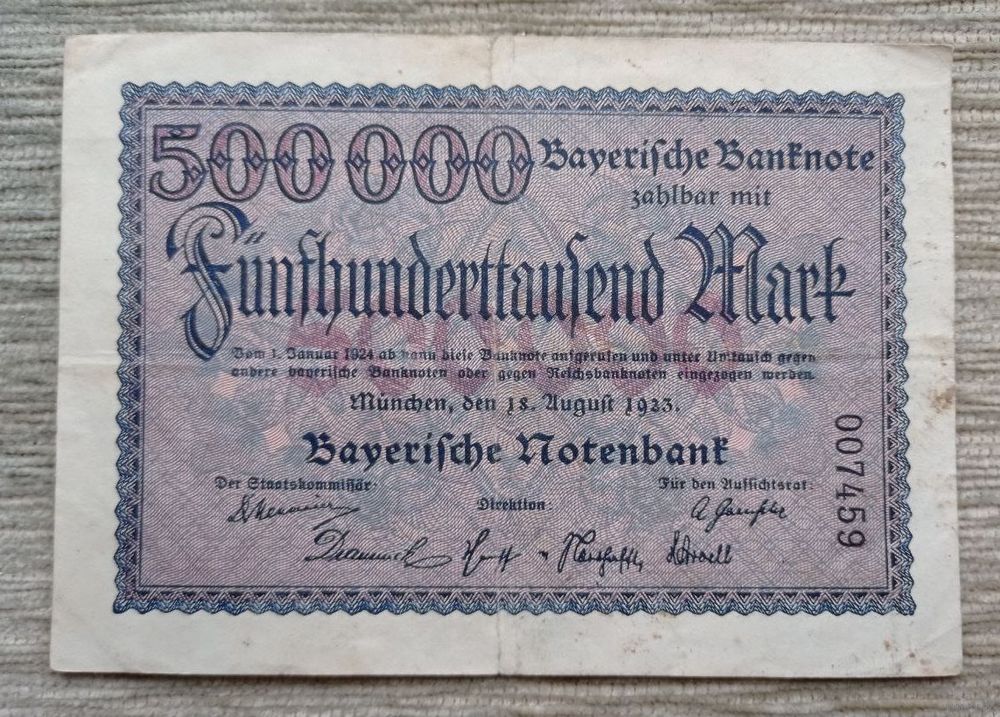 500 000 Bayerische Banknote
zahlbar mit
Fünfhunderttausend Mark
Vom 1. Januar 1924 ab kann diese Banknote aufgerufen und unter Umtausch gegen
andere bayerische Banknoten oder gegen Reichsbanknoten eingezogen werden.
München, den 18. August 1923.
Bayerische Notenbank
Der Staatskommissär:
Für den Aufsichtsrat:
Direktion:
007459